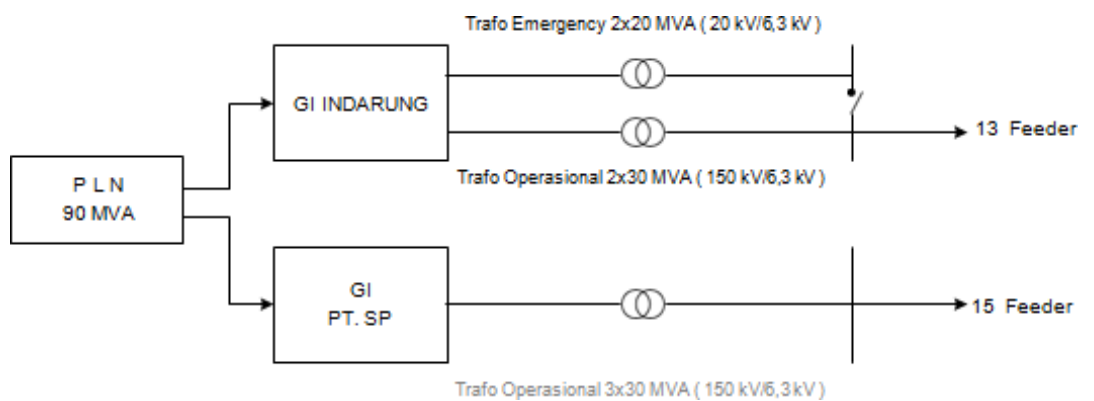 Trafo Emergency 2x20 MVA ( 20 kV/6,3 kV )
GI INDARUNG
13 Feeder
Trafo Operasional 2x30 MVA ( 150 kV/6,3 kV )
P L N
90 MVA
GI
PT. SP
15 Feeder
Trafo Operasional 3x30 MVA ( 150 kV/6,3 kV )